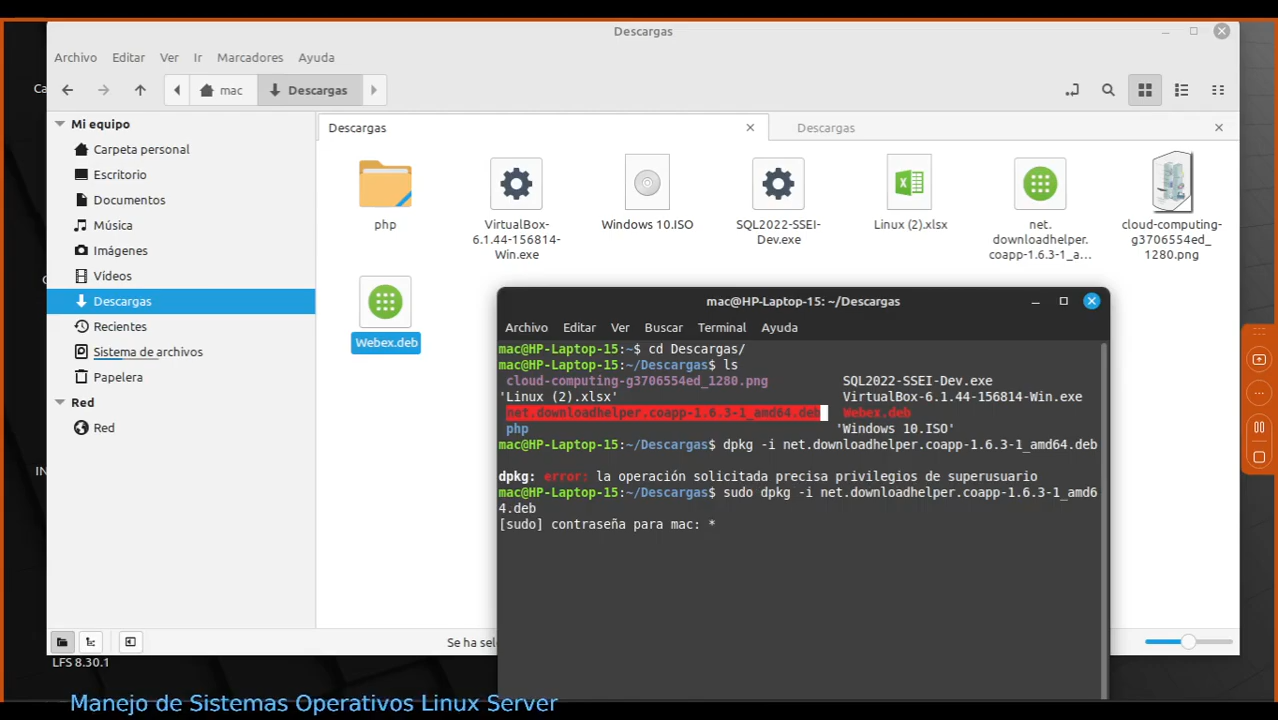 Descargas
Archivo Editar Ver Ir Marcadores Ayuda
mac Descargas
Mi equipo
Carpeta personal
Escritorio
Documentos
Música
Imágenes
Vídeos
Descargas
Recientes
Sistema de archivos
Papelera
Red
Red
Descargas Descargas
php
VirtualBox-
6.1.44-156814-
Win.exe
Windows 10.ISO
SQL2022-SSEI-
Dev.exe
Linux (2).xlsx
net.
downloadhelper.
coapp-1.6.3-1_a...
cloud-computing-
g3706554ed_
1280.png
Webex.deb
Se ha sele
mac@HP-Laptop-15: ~/Descargas
Archivo Editar Ver Buscar Terminal Ayuda
mac@HP-Laptop-15:~$ cd Descargas/
mac@HP-Laptop-15:~/Descargas$ ls
cloud-computing-g3706554ed_1280.png SQL2022-SSEI-Dev.exe
'Linux (2).xlsx' VirtualBox-6.1.44-156814-Win.exe
net.downloadhelper.coapp-1.6.3-1_amd64.deb Webex.deb
php 'Windows 10.ISO'
mac@HP-Laptop-15:~/Descargas$ dpkg -i net.downloadhelper.coapp-1.6.3-1_amd64.deb
dpkg: error: la operación solicitada precisa privilegios de superusuario
mac@HP-Laptop-15:~/Descargas$ sudo dpkg -i net.downloadhelper.coapp-1.6.3-1_amd6
4.deb
[sudo] contraseña para mac: *
Ca
IN
LFS 8.30.1
Manejo de Sistemas Operativos Linux Server